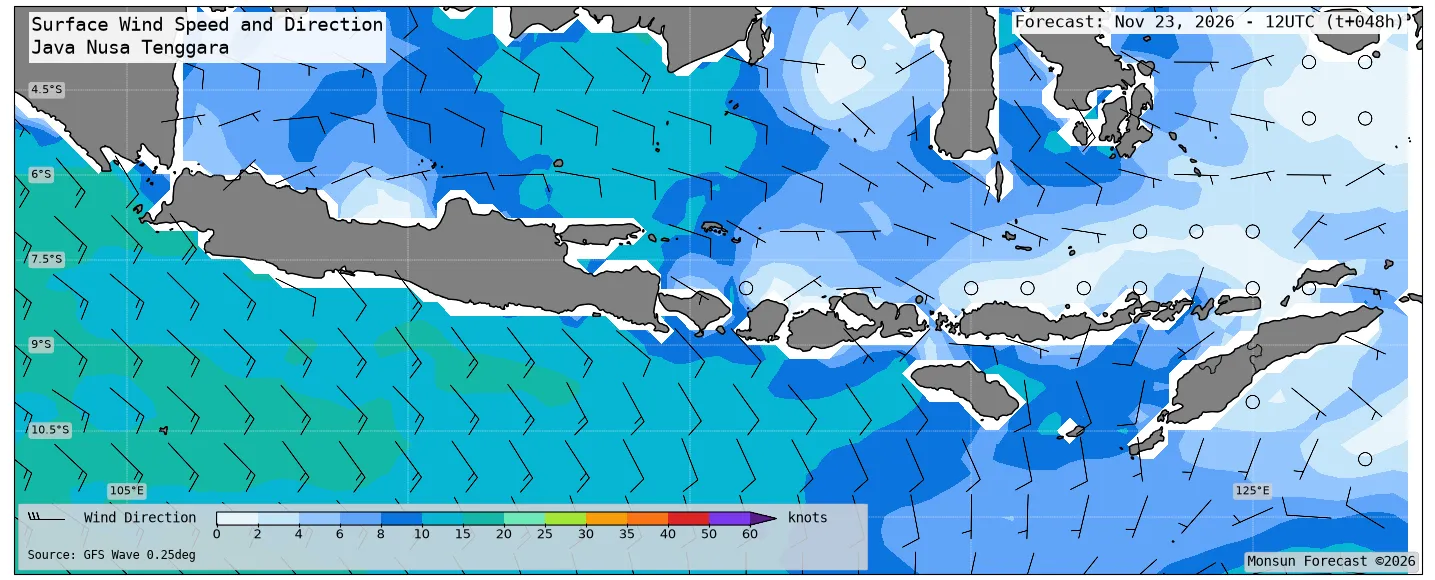 Surface Wind Speed and Direction
Java Nusa Tenggara
Forecast: Nov 23, 2026 - 12UTC (t+048h)
4.5°S
6°S
7.5°S
9°S
10.5°S
105°E
125°E
Wind Direction
0 2 4 6 8 10 15 20 25 30 35 40 50 60
knots
Source: GFS Wave 0.25deg
Monsun Forecast ©2026